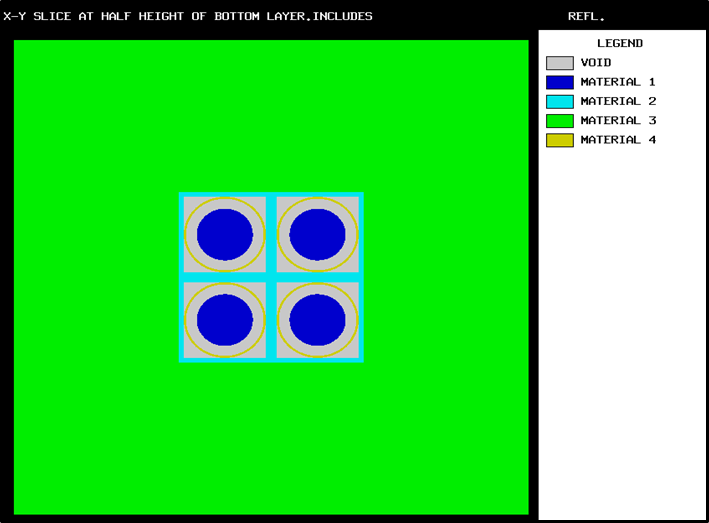 X-Y SLICE AT HALF HEIGHT OF BOTTOM LAYER.INCLUDES REFL.
LEGEND
VOID
MATERIAL 1
MATERIAL 2
MATERIAL 3
MATERIAL 4